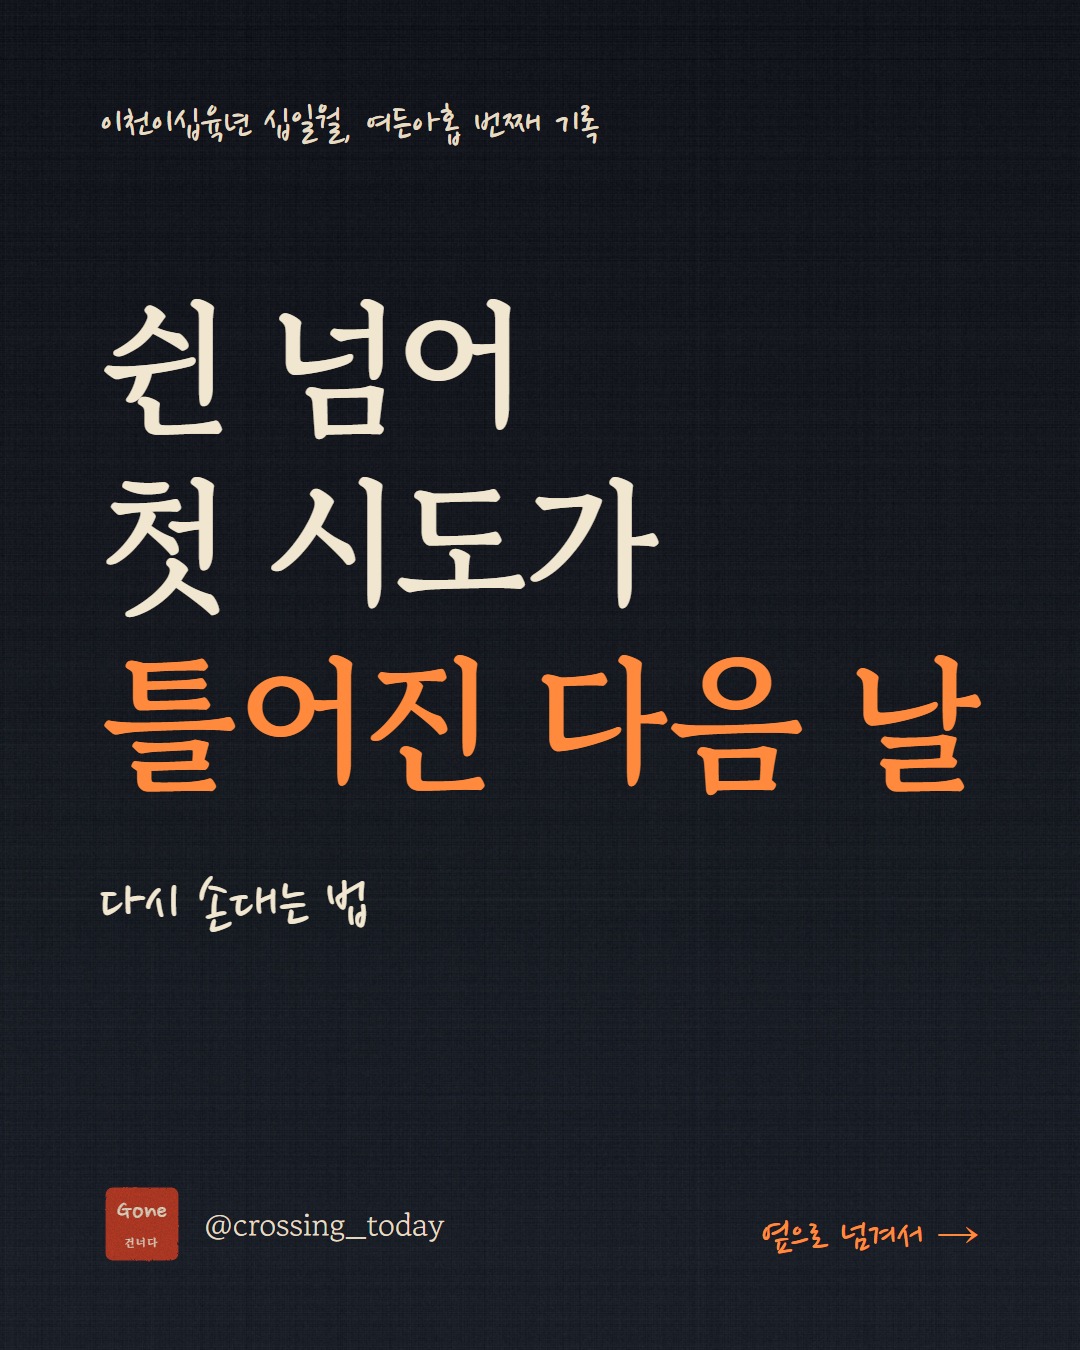 이천이십육년 십일월, 여든아홉 번째 기록
쉰 넘어
첫 시도가
틀어진 다음 날
다시 손대는 법
Gone
건너다
@crossing_today
옆으로 넘겨서 →